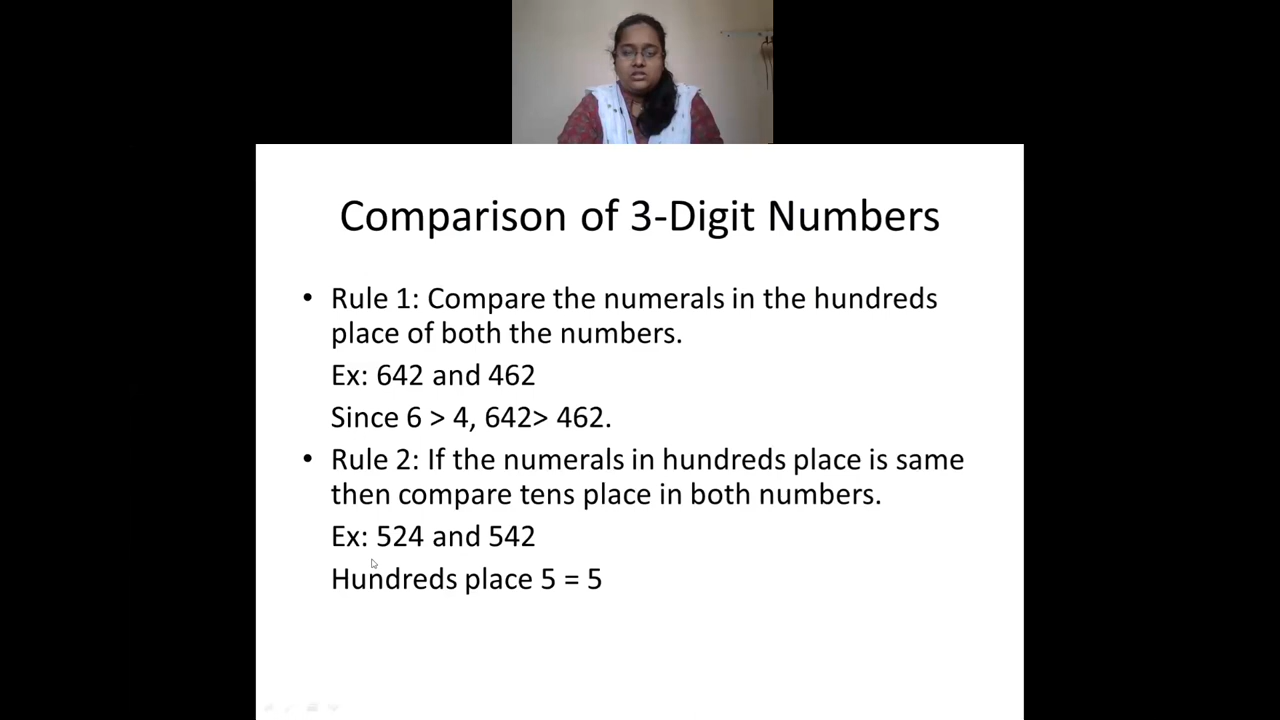 Comparison of 3-Digit Numbers
• Rule 1: Compare the numerals in the hundreds
place of both the numbers.
Ex: 642 and 462
Since 6 > 4, 642> 462.
• Rule 2: If the numerals in hundreds place is same
then compare tens place in both numbers.
Ex: 524 and 542
Hundreds place 5 = 5